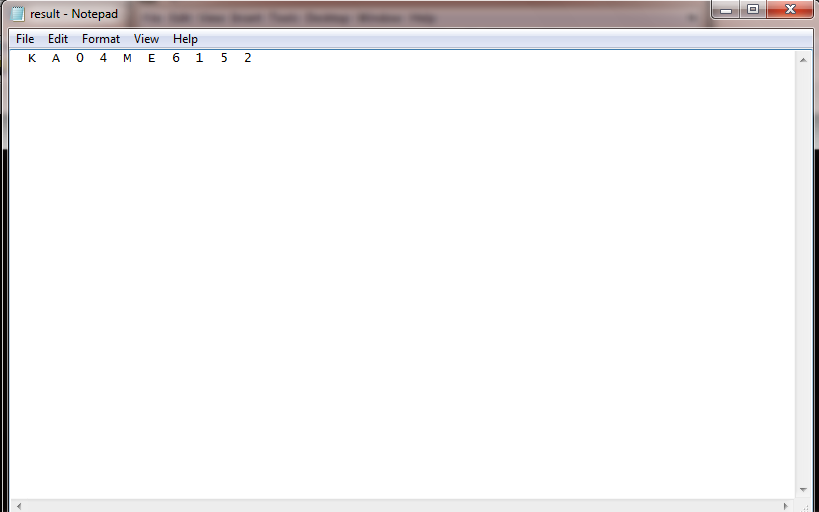 result - Notepad
File Edit Format View Help
K A 0 4 M E 6 1 5 2